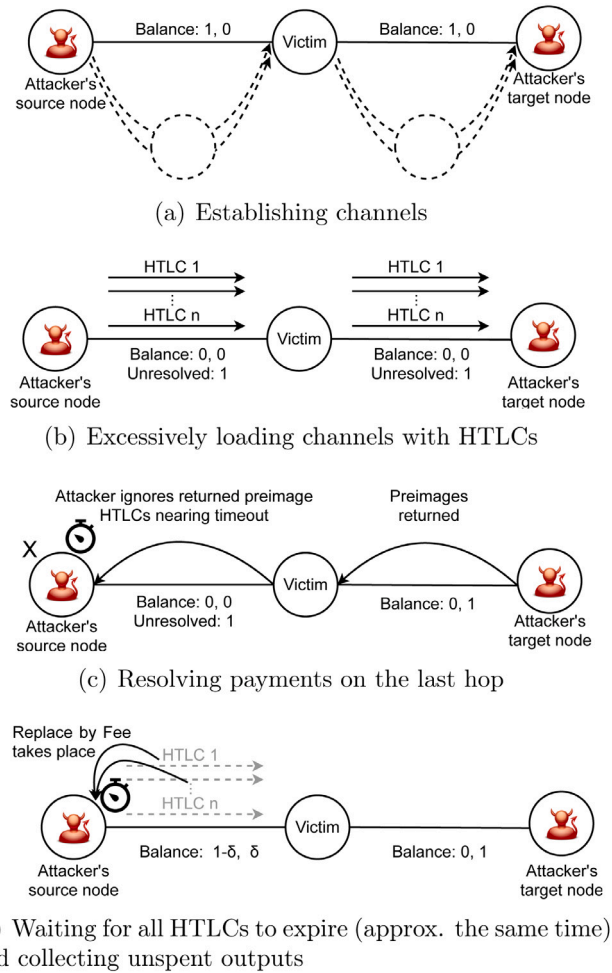 Balance: 1, 0 Balance: 1, 0
Victim
Attacker's
source node
Attacker's
target node
(a) Establishing channels
HTLC 1 HTLC 1
HTLC n HTLC n
Victim
Balance: 0, 0
Unresolved: 1
Balance: 0, 0
Unresolved: 1
Attacker's
source node
Attacker's
target node
(b) Excessively loading channels with HTLCs
Attacker ignores returned preimage
HTLCs nearing timeout
Preimages
returned
X
Victim
Balance: 0, 0
Unresolved: 1
Balance: 0, 1
Attacker's
source node
Attacker's
target node
(c) Resolving payments on the last hop
Replace by Fee
takes place
HTLC 1
HTLC n
Victim
Balance: 1-δ, δ Balance: 0, 1
Attacker's
source node
Attacker's
target node
) Waiting for all HTLCs to expire (approx. the same time)
d collecting unspent outputs